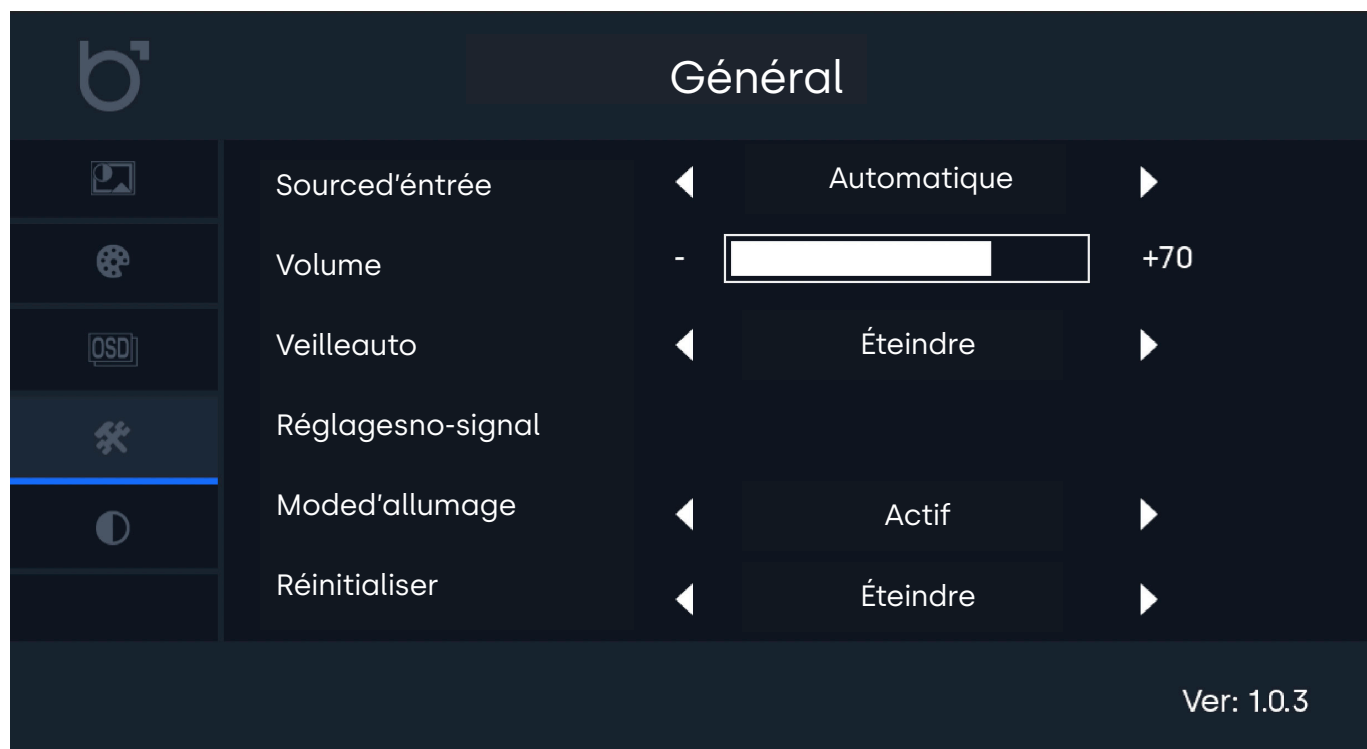 Général
Sourced'éntrée
Automatique
Volume
- +70
Veilleauto
Éteindre
OSD
Réglagesno-signal
Moded'allumage
Actif
Réinitialiser
Éteindre
Ver: 1.0.3